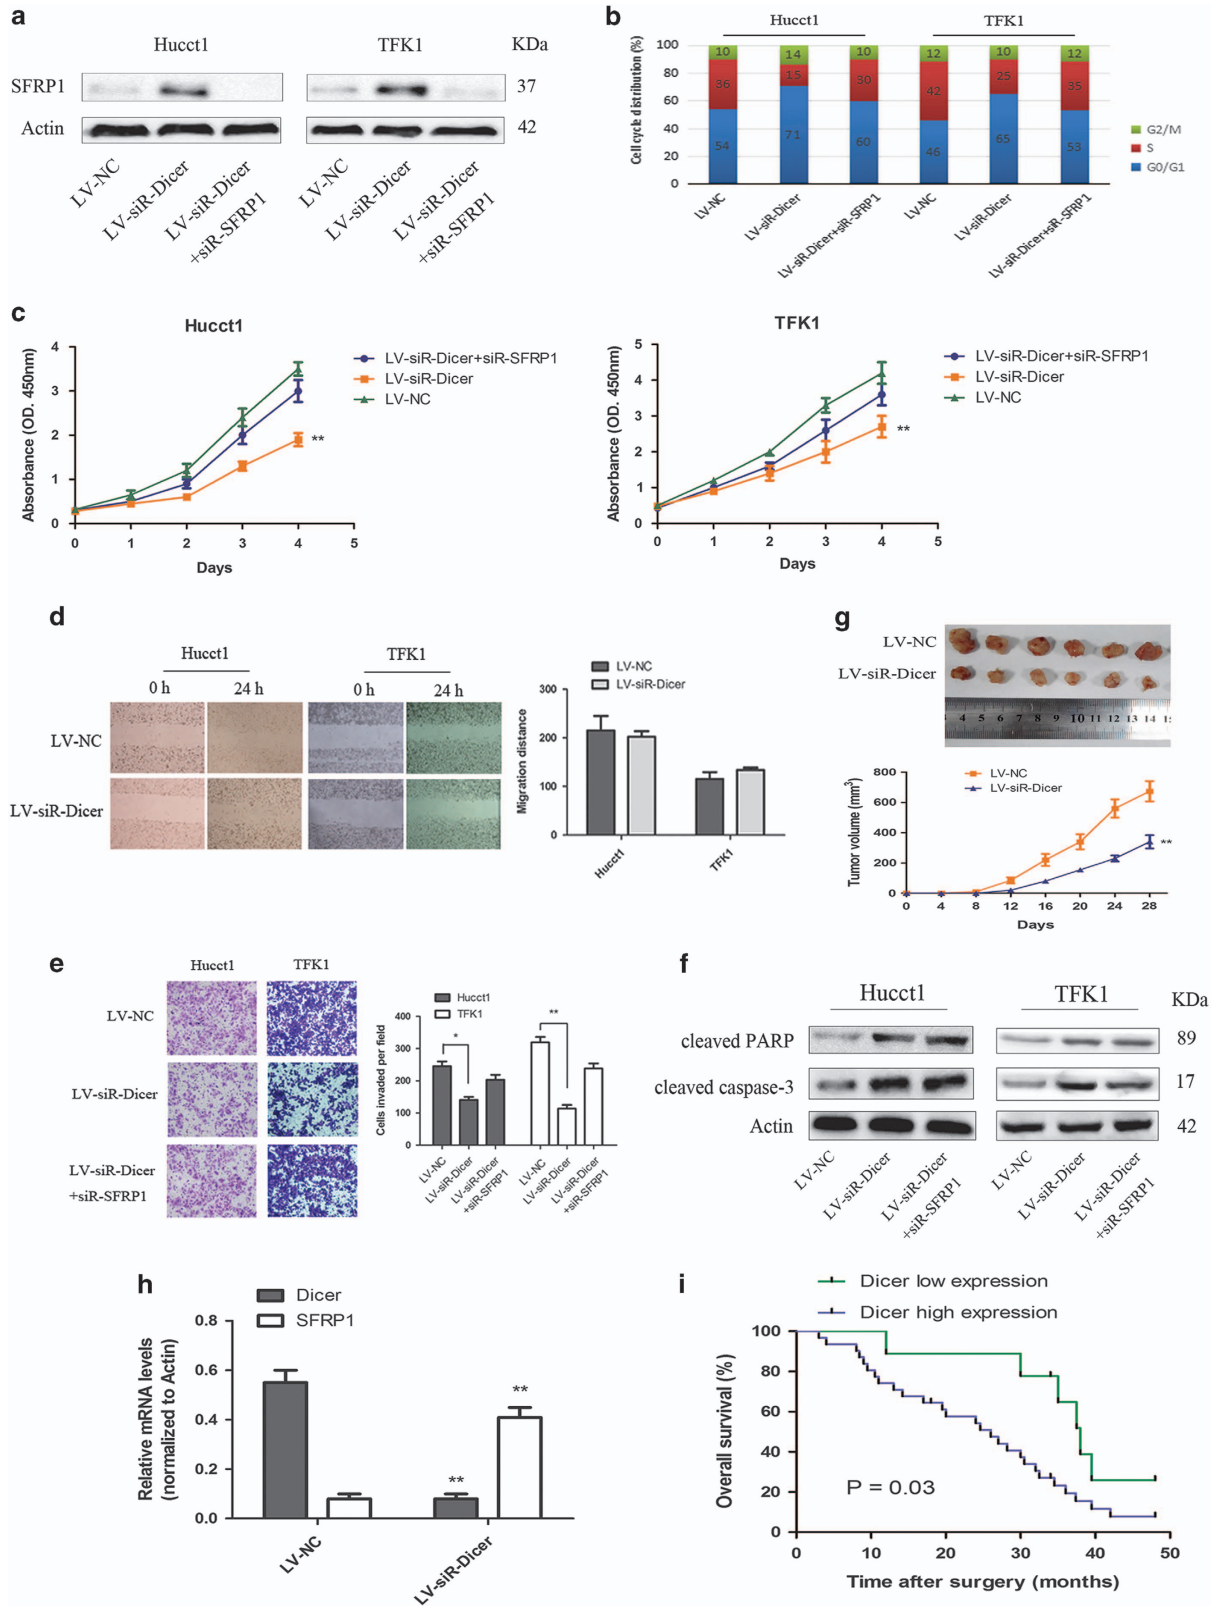 a
Hucct1 TFK1 KDa
SFRP1 37
Actin 42
LV-NC
LV-siR-Dicer
LV-siR-Dicer
+siR-SFRP1
LV-NC
LV-siR-Dicer
LV-siR-Dicer
+siR-SFRP1
b
Hucct1 TFK1
Cell cycle distribution (%)
100
80
60
40
20
0
10 14 10 12 10 12
36 15 30 42 25 35
54 71 60 46 65 53
G2/M
S
G0/G1
LV-NC
LV-siR-Dicer
LV-siR-Dicer+siR-SFRP1
LV-NC
LV-siR-Dicer
LV-siR-Dicer+siR-SFRP1
c
Hucct1
Absorbance (OD. 450nm)
4
3
2
1
0
0 1 2 3 4 5
Days
LV-siR-Dicer+siR-SFRP1
LV-siR-Dicer
LV-NC
**
TFK1
Absorbance (OD. 450nm)
5
4
3
2
1
0
0 1 2 3 4 5
Days
LV-siR-Dicer+siR-SFRP1
LV-siR-Dicer
LV-NC
**
d
Hucct1 TFK1
0 h 24 h 0 h 24 h
LV-NC
LV-siR-Dicer
LV-NC
LV-siR-Dicer
Migration distance
300
200
100
0
Hucct1
TFK1
g
LV-NC
LV-siR-Dicer
4 5 6 7 8 9 10 11 12 13 14
LV-NC
LV-siR-Dicer
Tumor volume (mm³)
800
600
400
200
0
0 4 8 12 16 20 24 28
Days
**
e
Hucct1 TFK1
LV-NC
LV-siR-Dicer
LV-siR-Dicer
+siR-SFRP1
Hucct1
TFK1
Cells invaded per field
400
300
200
100
0
*
**
LV-NC
LV-siR-Dicer
LV-siR-Dicer
+siR-SFRP1
LV-NC
LV-siR-Dicer
LV-siR-Dicer
+siR-SFRP1
f
Hucct1 TFK1 KDa
cleaved PARP 89
cleaved caspase-3 17
Actin 42
LV-NC
LV-siR-Dicer
LV-siR-Dicer
+siR-SFRP1
LV-NC
LV-siR-Dicer
LV-siR-Dicer
+siR-SFRP1
h
Dicer
SFRP1
Relative mRNA levels
(normalized to Actin)
0.8
0.6
0.4
0.2
0.0
**
**
LV-NC
LV-siR-Dicer
i
Dicer low expression
Dicer high expression
Overall survival (%)
100
80
60
40
20
0
P = 0.03
0 10 20 30 40 50
Time after surgery (months)